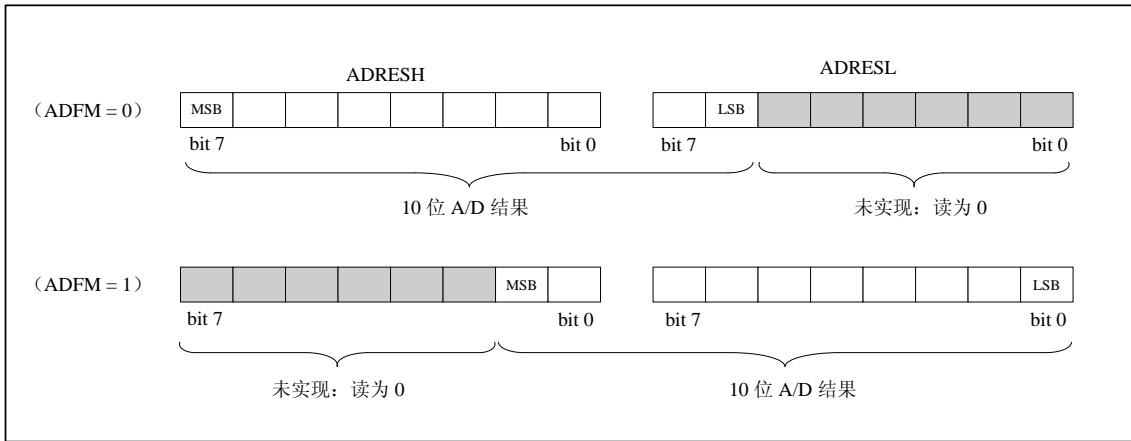 ADRESH ADRESL
（ADFM = 0） MSB LSB
bit 7 bit 0 bit 7 bit 0
10 位 A/D 结果 未实现：读为 0
（ADFM = 1） MSB LSB
bit 7 bit 0 bit 7 bit 0
未实现：读为 0 10 位 A/D 结果